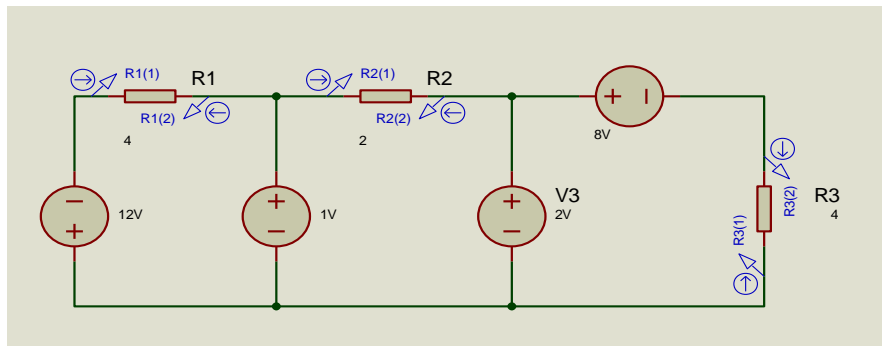 R1(1)
R1
R1(2)
4
R2(1)
R2
R2(2)
2
8V
12V
1V
V3
2V
R3(2)
R3(1)
R3
4